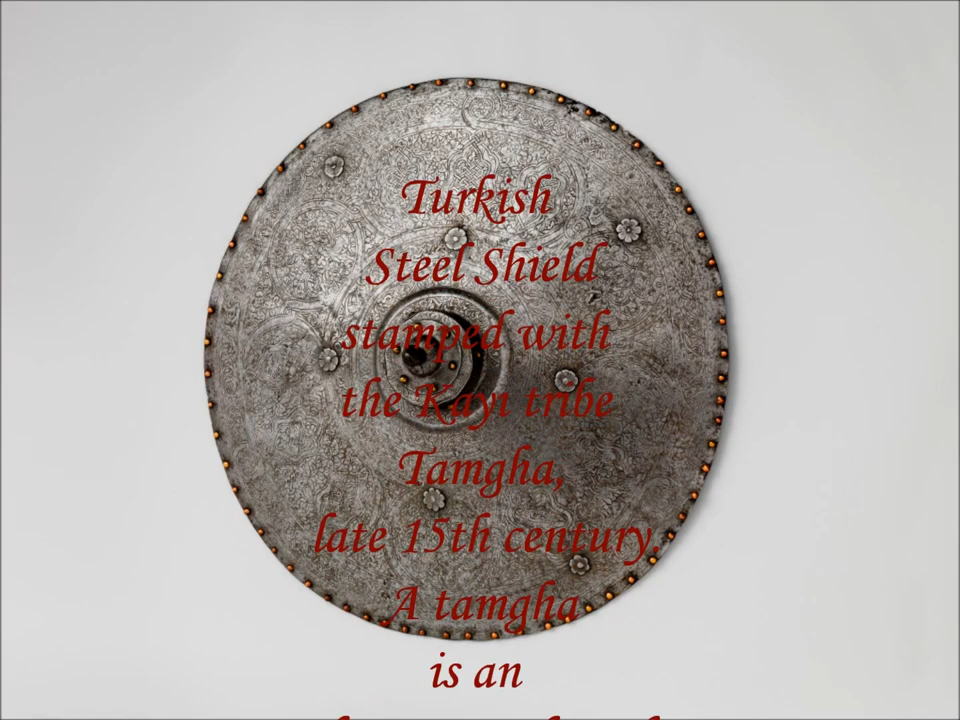 Turkish
Steel Shield
stamped with
the Kayı tribe
Tamgha,
late 15th century
A tamgha
is an